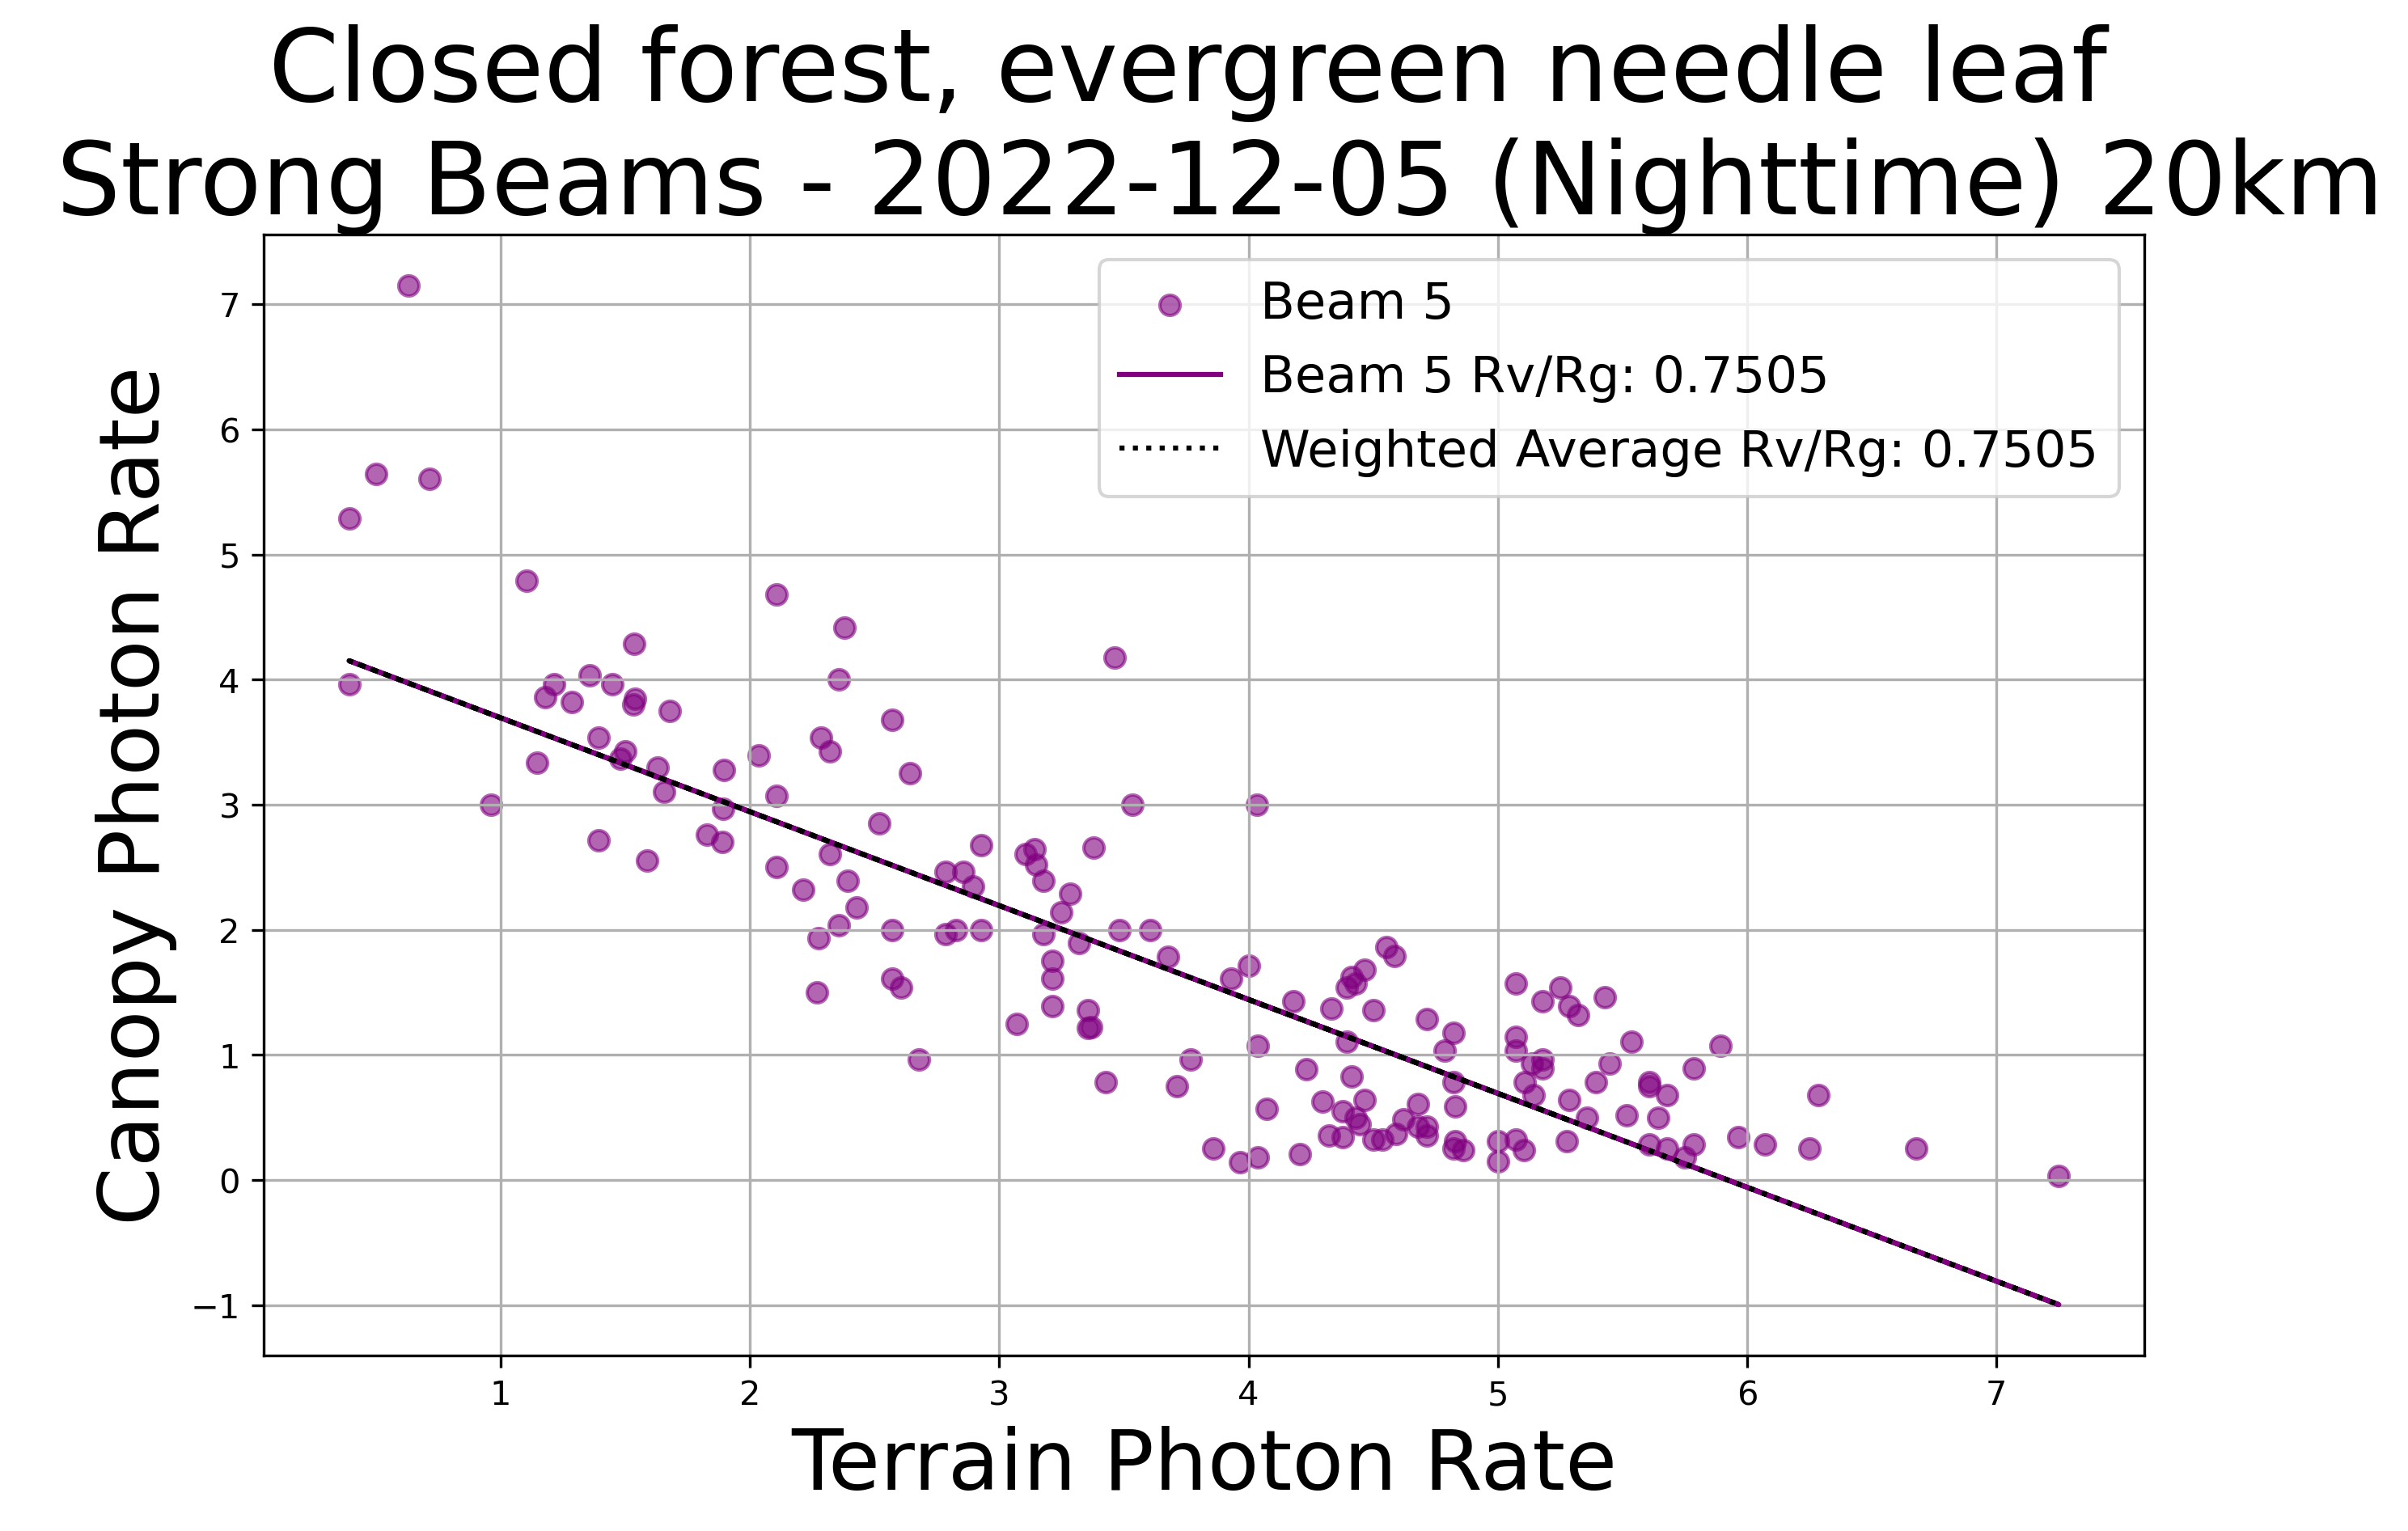 Closed forest, evergreen needle leaf
Strong Beams - 2022-12-05 (Nighttime) 20km
Beam 5
Beam 5 Rv/Rg: 0.7505
Weighted Average Rv/Rg: 0.7505
Canopy Photon Rate
7
6
5
4
3
2
1
0
−1
1 2 3 4 5 6 7
Terrain Photon Rate